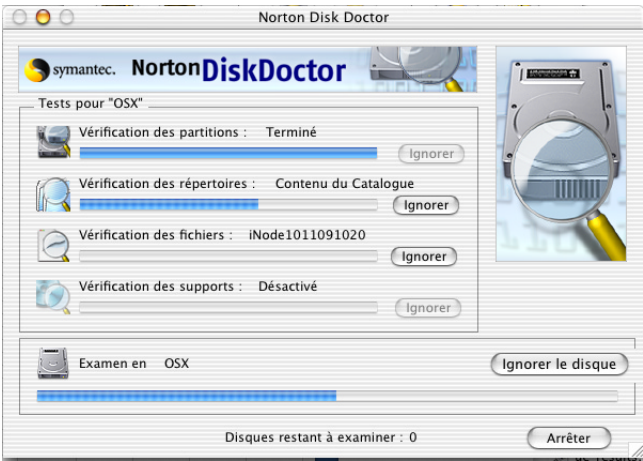 Norton Disk Doctor
symantec. Norton DiskDoctor
Tests pour "OSX"
Vérification des partitions : Terminé
Ignorer
Vérification des répertoires : Contenu du Catalogue
Ignorer
Vérification des fichiers : iNode1011091020
Ignorer
Vérification des supports : Désactivé
Ignorer
Examen en OSX
Ignorer le disque
Disques restant à examiner : 0
Arrêter